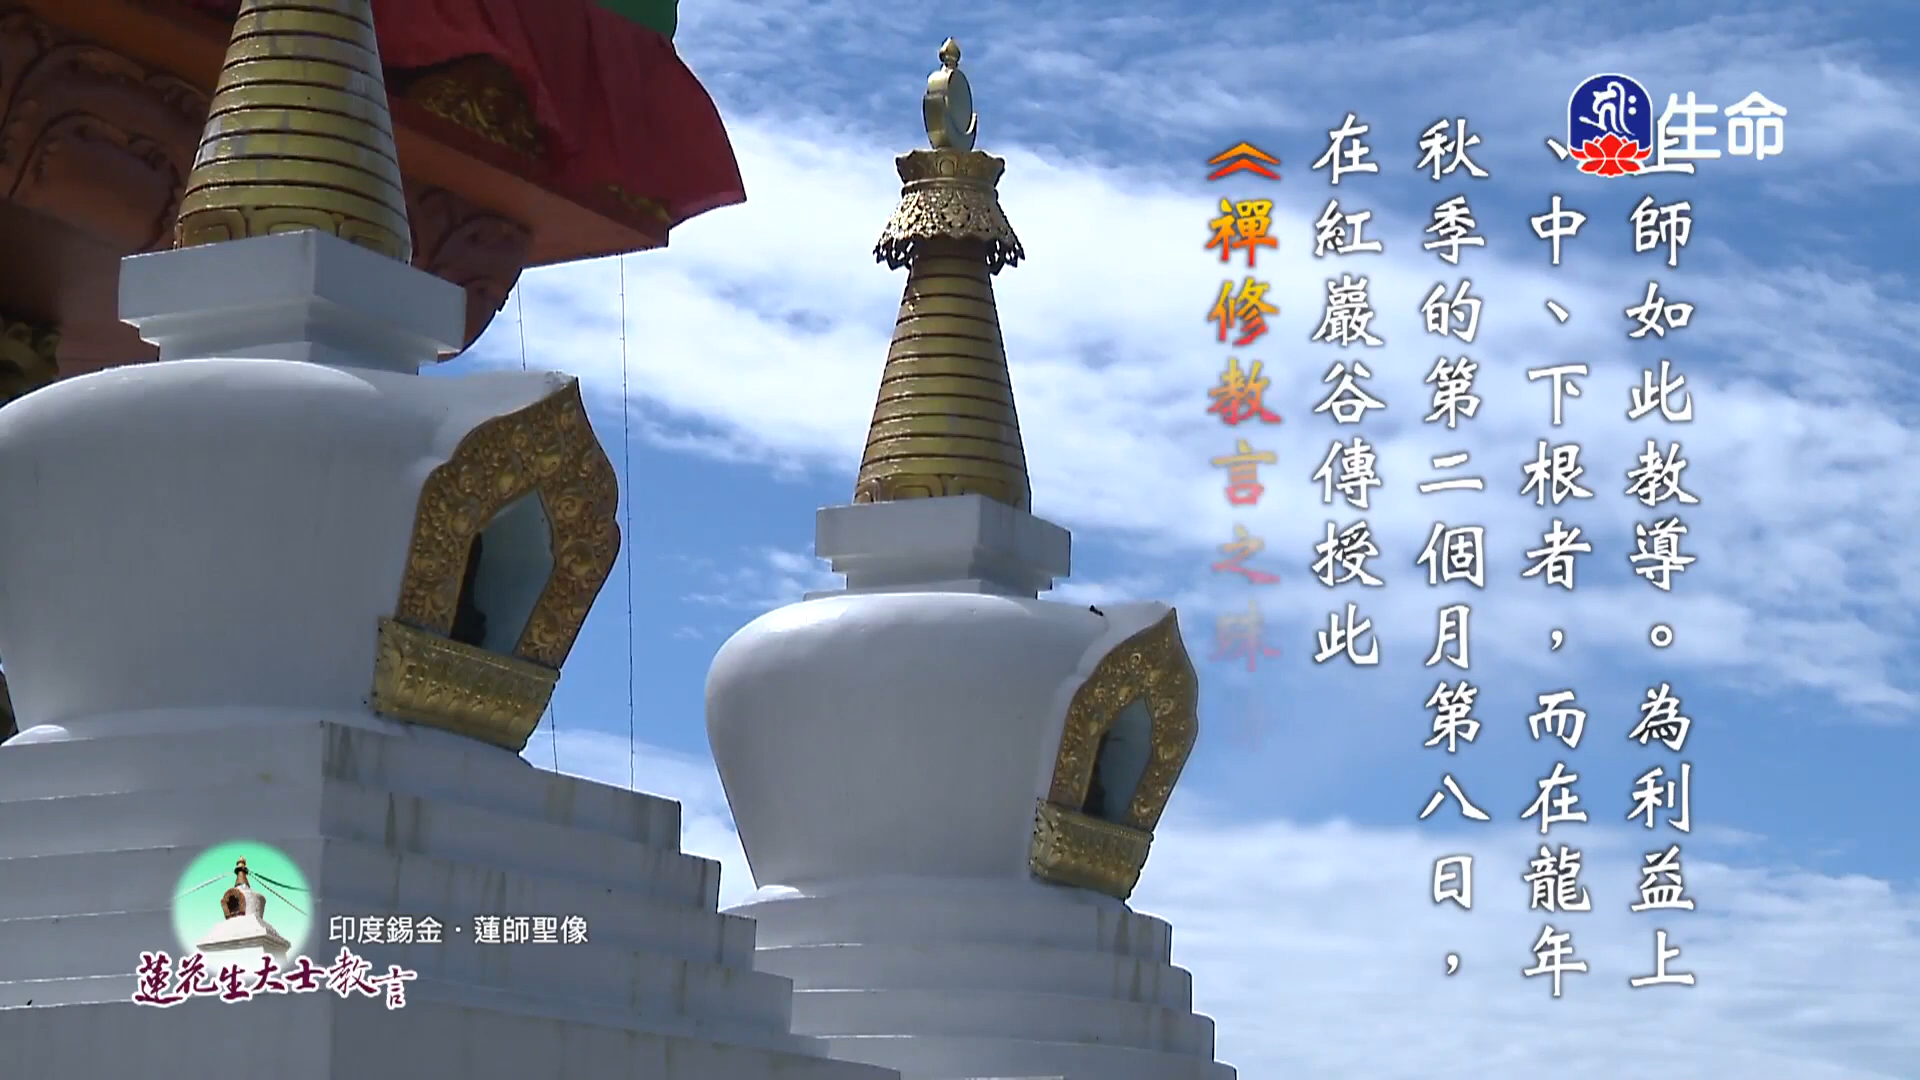 生命
上師如此教導。為利益上
、中、下根者，而在龍年
秋季的第二個月第八日，
在紅巖谷傳授此
《禪修教言之
印度錫金·蓮師聖像
蓮花生大士教言